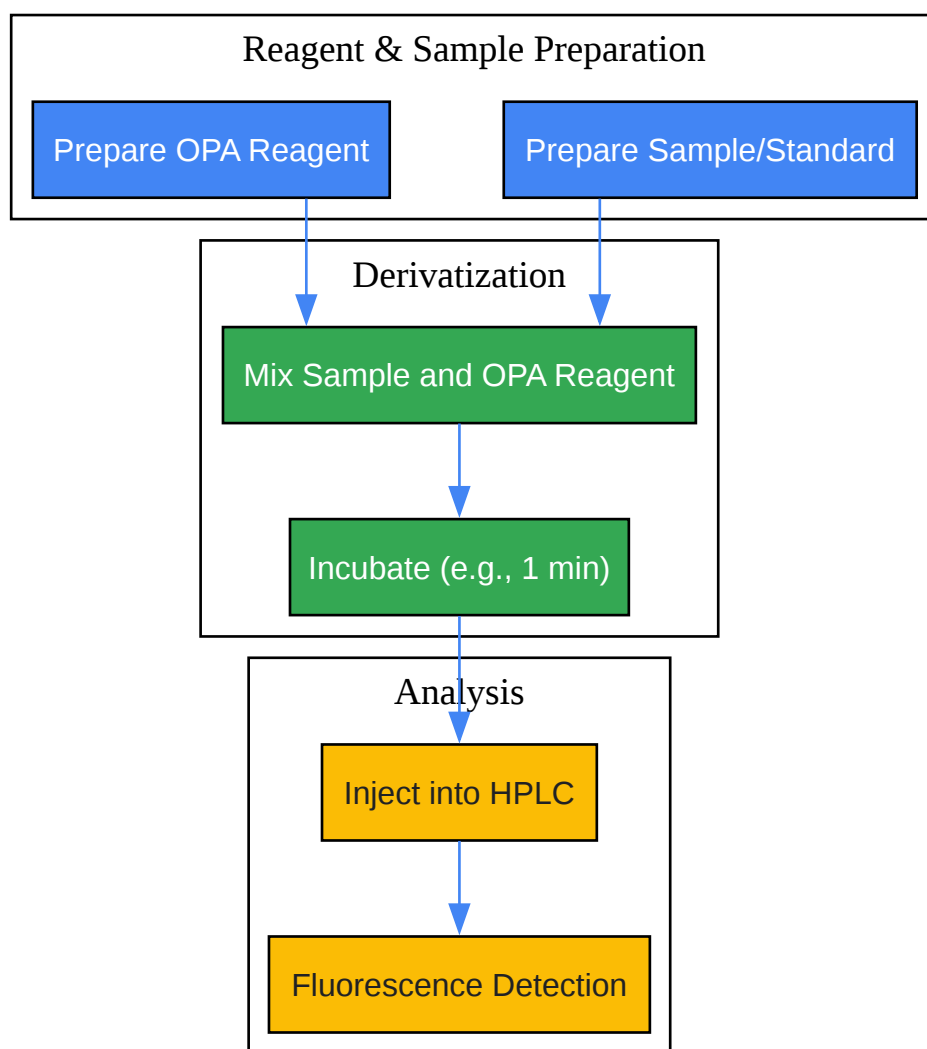 Reagent & Sample Preparation
Prepare OPA Reagent
Prepare Sample/Standard
Derivatization
Mix Sample and OPA Reagent
Incubate (e.g., 1 min)
Analysis
Inject into HPLC
Fluorescence Detection